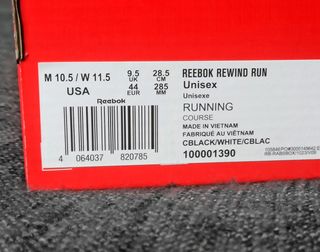 M 10.5 / W 11.5
USA
9.5
UK
28.5
CM
44
EUR
285
MM
REEBOK REWIND RUN
Unisex
Unisexe
Reebok
RUNNING
COURSE
MADE IN VIETNAM
FABRIQUÉ AU VIÊTNAM
CBLACK/WHITE/CBLAC
100001390
4 064037 820785